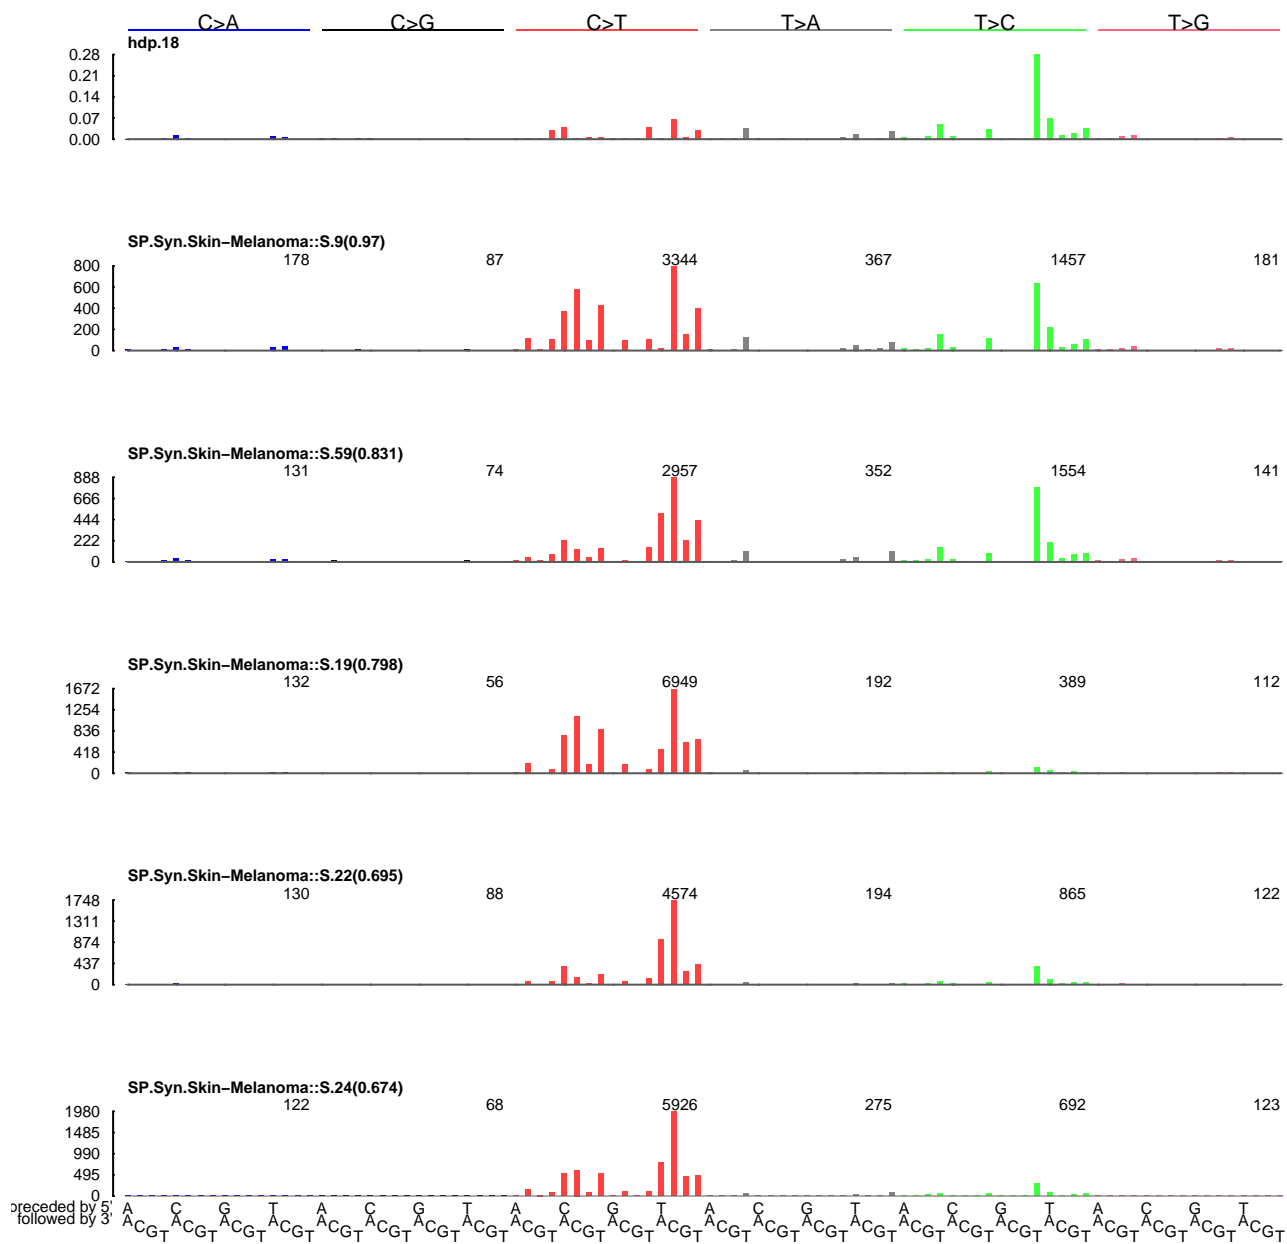 C>A C>G C>T T>A T>C T>G
hdp.18
0.28
0.21
0.14
0.07
0.00
SP.Syn.Skin−Melanoma::S.9(0.97)
178 87 3344 367 1457 181
800
600
400
200
0
SP.Syn.Skin−Melanoma::S.59(0.831)
131 74 2957 352 1554 141
888
666
444
222
0
SP.Syn.Skin−Melanoma::S.19(0.798)
132 56 6949 192 389 112
1672
1254
836
418
0
SP.Syn.Skin−Melanoma::S.22(0.695)
130 88 4574 194 865 122
1748
1311
874
437
0
SP.Syn.Skin−Melanoma::S.24(0.674)
122 68 5926 275 692 123
1980
1485
990
495
0
preceded by 5' A C G T A C G T A C G T A C G T A C G T A C G T
followed by 3' A C G T A C G T A C G T A C G T A C G T A C G T A C G T A C G T A C G T A C G T A C G T A C G T A C G T A C G T A C G T A C G T A C G T A C G T A C G T A C G T A C G T A C G T A C G T A C G T